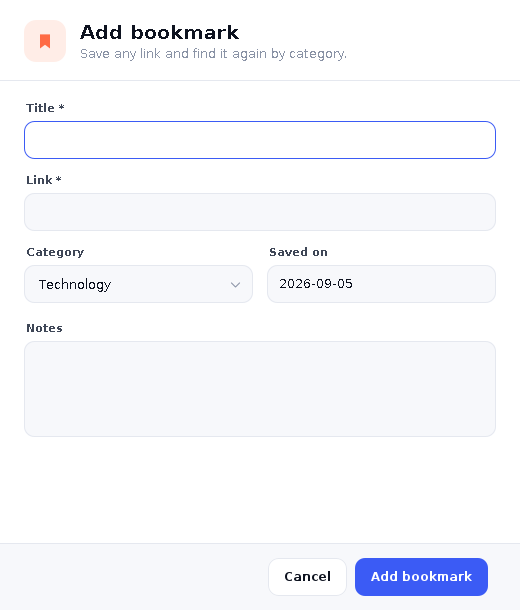 Add bookmark
Save any link and find it again by category.
Title *
Link *
Category
Saved on
Technology
2026-09-05
Notes
Cancel
Add bookmark